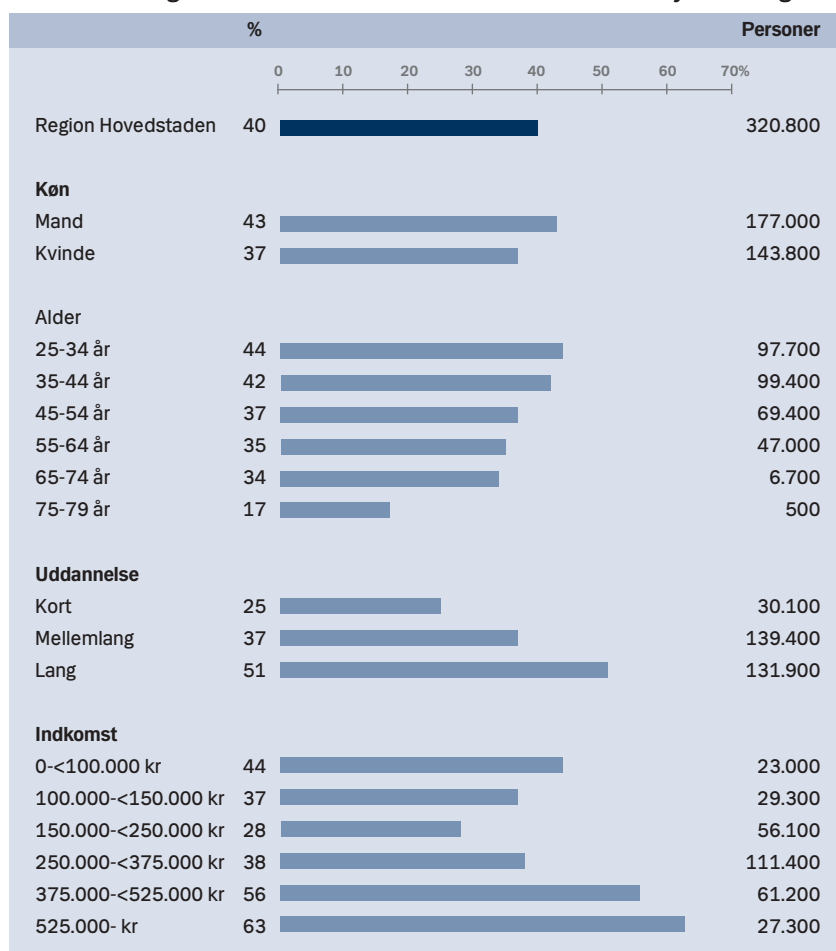 % Personer
0 10 20 30 40 50 60 70%
Region Hovedstaden 40 320.800
Køn
Mand 43 177.000
Kvinde 37 143.800
Alder
25-34 år 44 97.700
35-44 år 42 99.400
45-54 år 37 69.400
55-64 år 35 47.000
65-74 år 34 6.700
75-79 år 17 500
Uddannelse
Kort 25 30.100
Mellemlang 37 139.400
Lang 51 131.900
Indkomst
0-<100.000 kr 44 23.000
100.000-<150.000 kr 37 29.300
150.000-<250.000 kr 28 56.100
250.000-<375.000 kr 38 111.400
375.000-<525.000 kr 56 61.200
525.000- kr 63 27.300